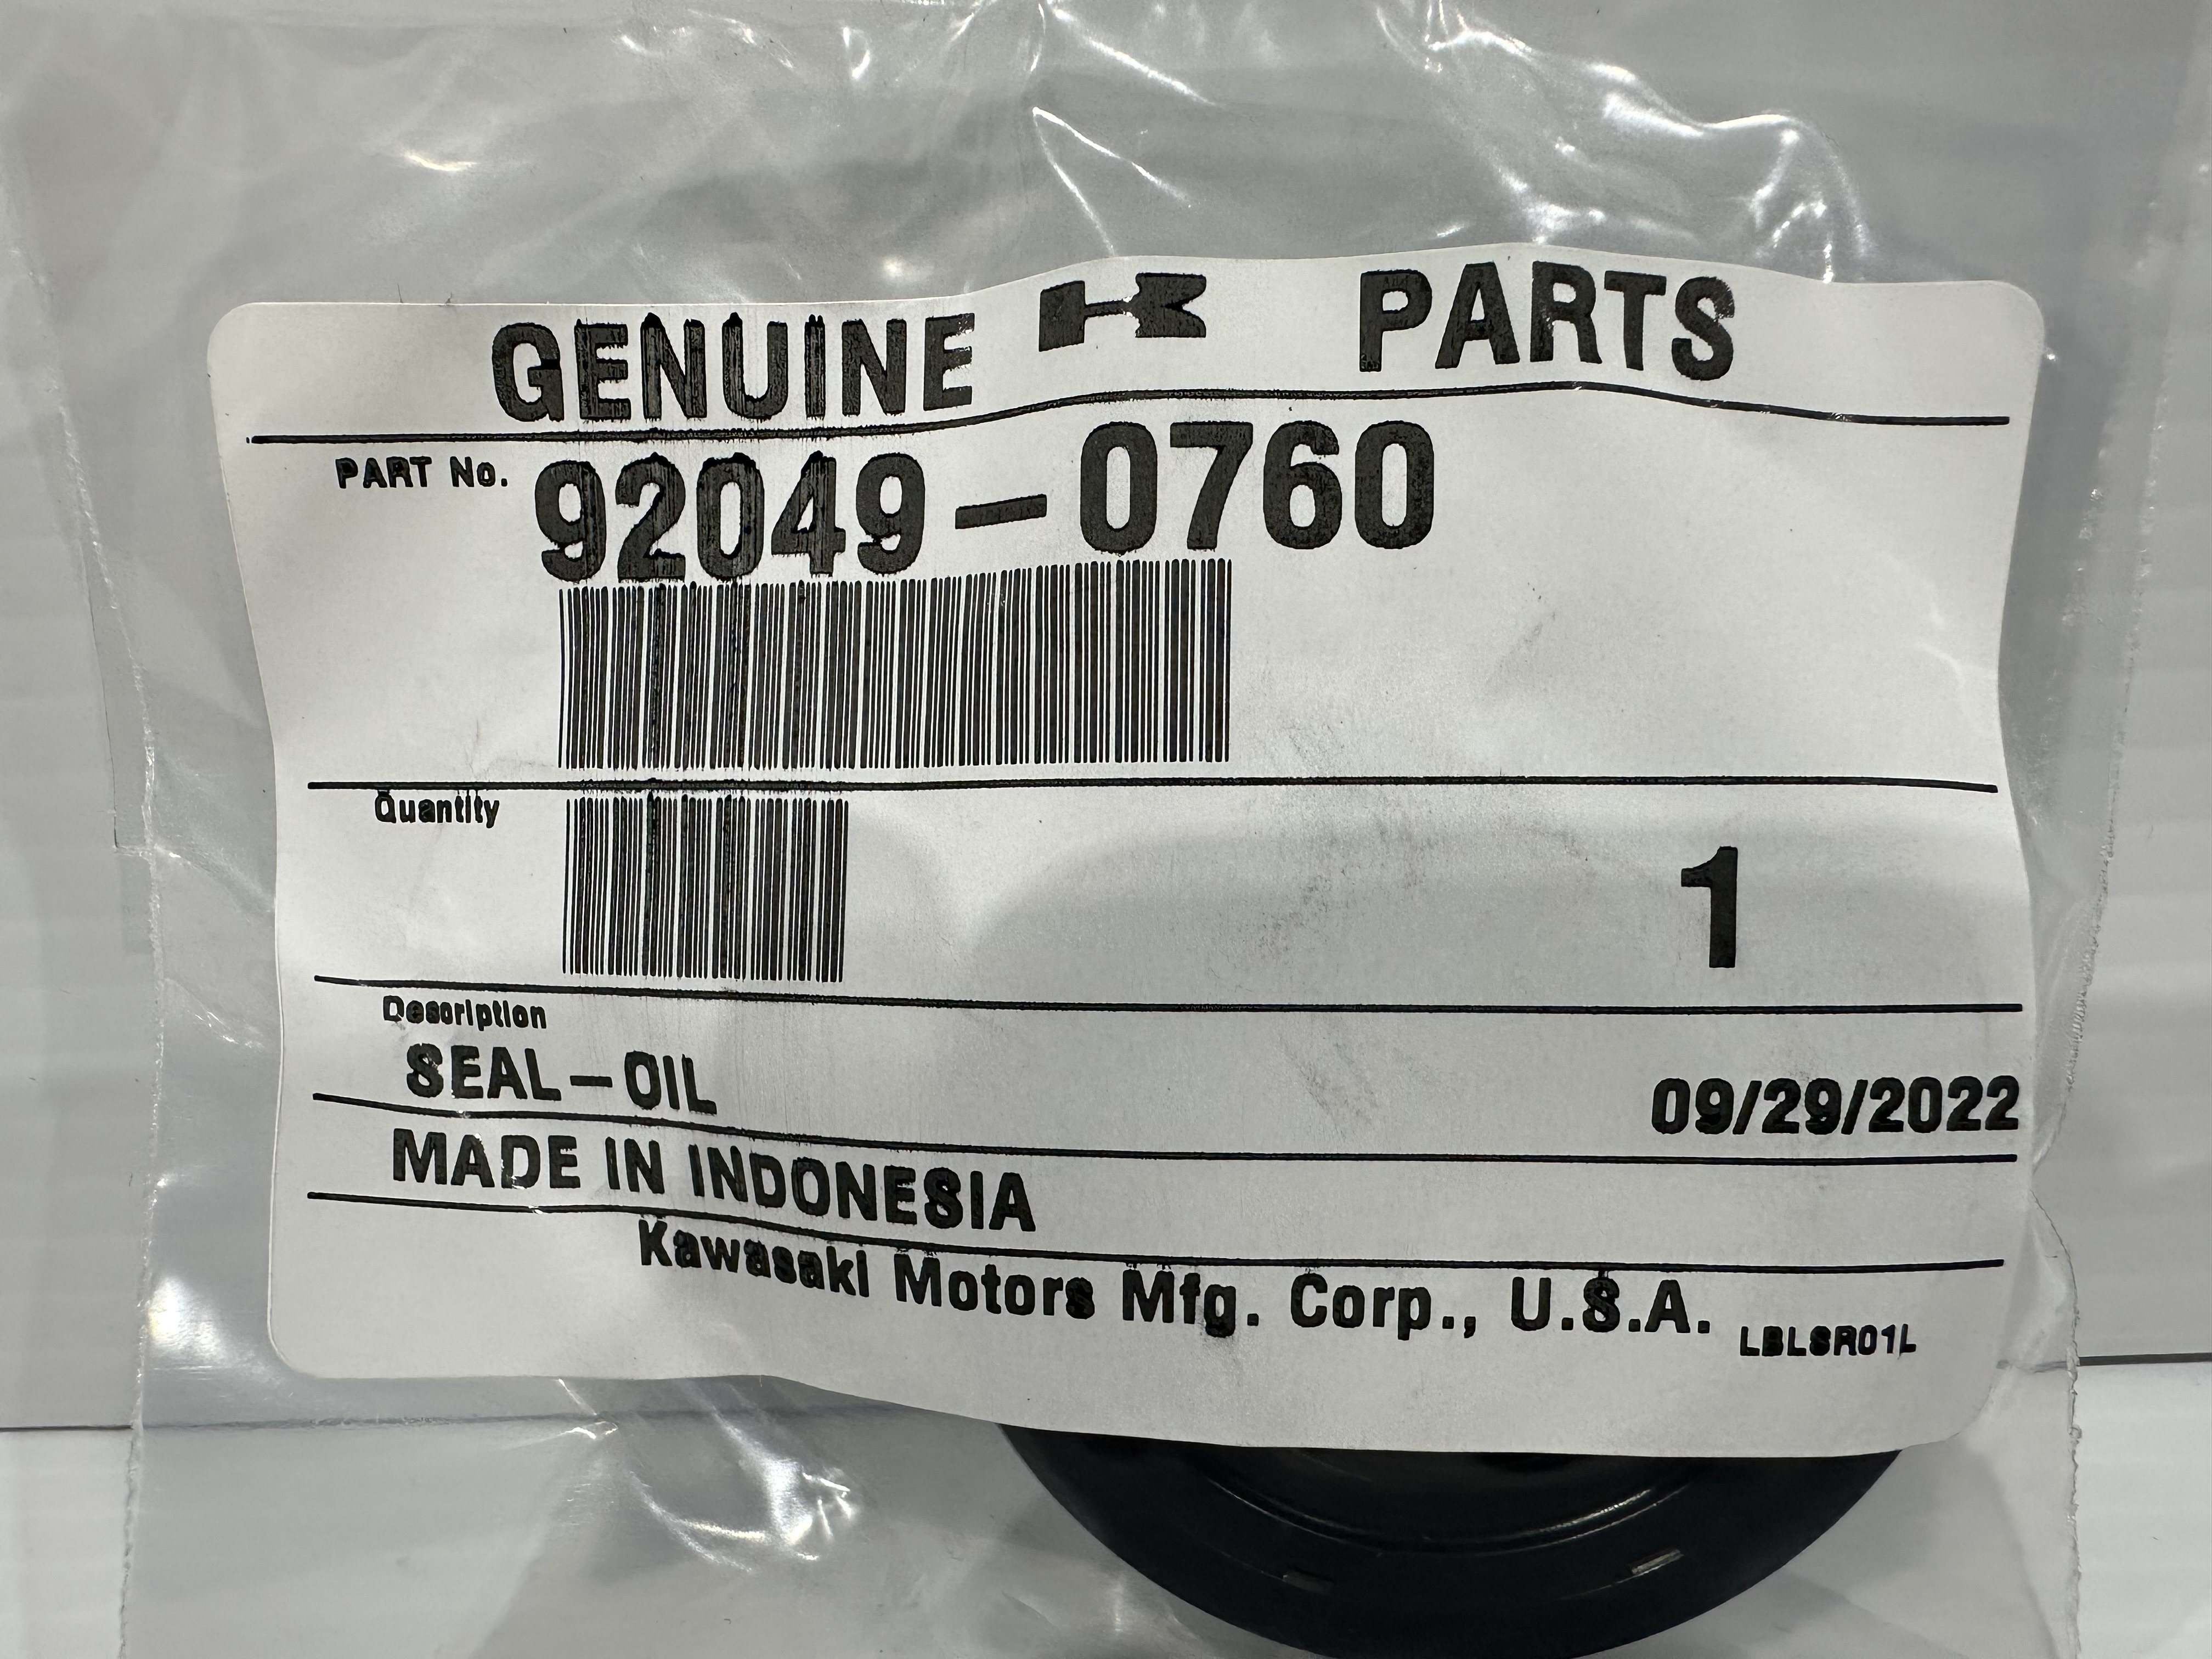 GENUINE K PARTS
PART No. 92049-0760
Quantity
1
Description
SEAL-OIL
09/29/2022
MADE IN INDONESIA
Kawasaki Motors Mfg. Corp., U.S.A.
LBLSR01L